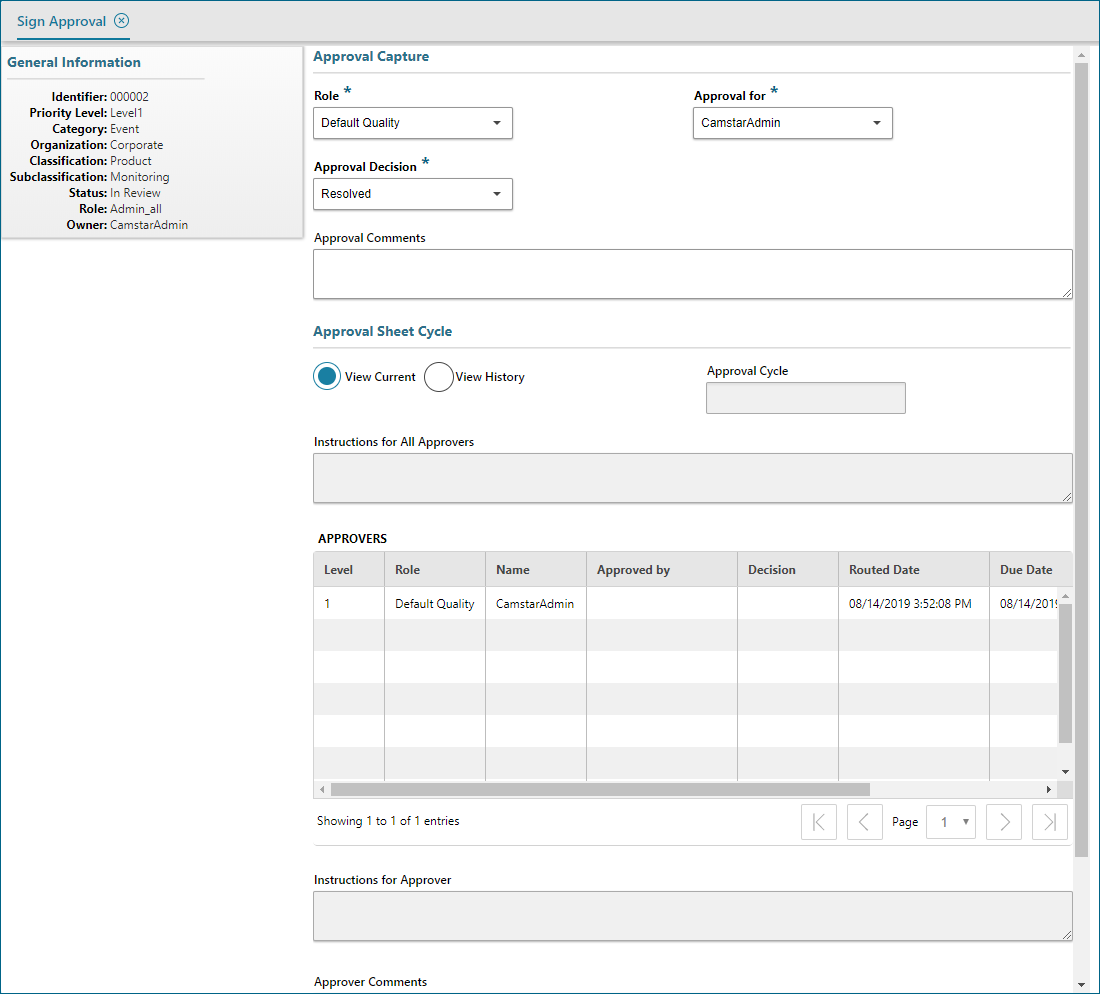 Sign Approval
General Information
Identifier: 000002
Priority Level: Level1
Category: Event
Organization: Corporate
Classification: Product
Subclassification: Monitoring
Status: In Review
Role: Admin_all
Owner: CamstarAdmin
Approval Capture
Role * Approval for *
Default Quality CamstarAdmin
Approval Decision *
Resolved
Approval Comments
Approval Sheet Cycle
View Current View History
Approval Cycle
Instructions for All Approvers
APPROVERS
Level Role Name Approved by Decision Routed Date Due Date
1 Default Quality CamstarAdmin 08/14/2019 3:52:08 PM 08/14/2019
Showing 1 to 1 of 1 entries Page 1
Instructions for Approver
Approver Comments